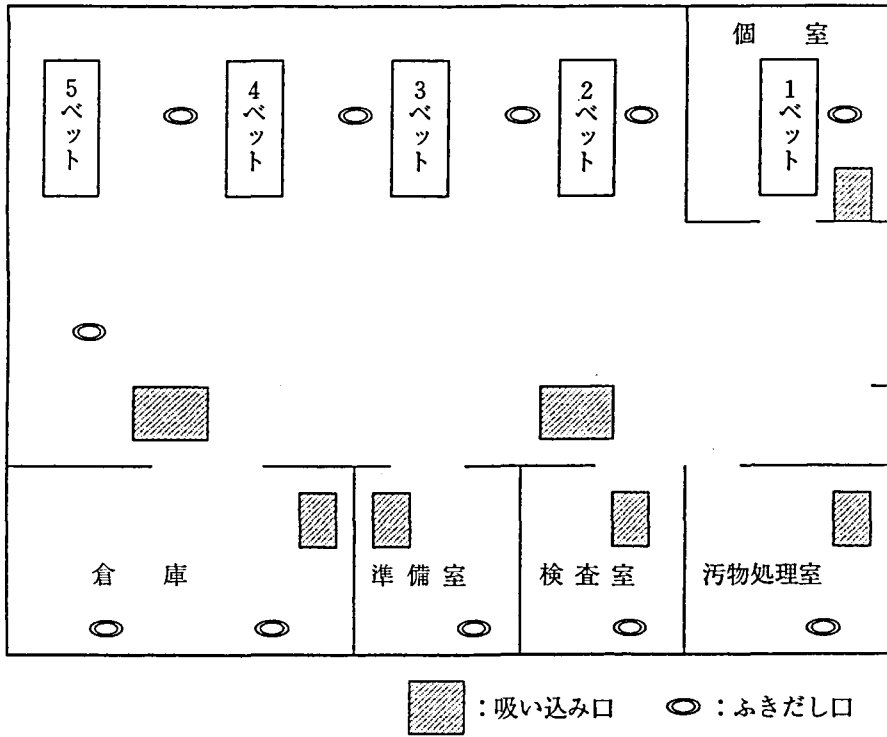 個室
5ベット
4ベット
3ベット
2ベット
1ベット
倉庫
準備室
検査室
汚物処理室
：吸い込み口
：ふきだし口